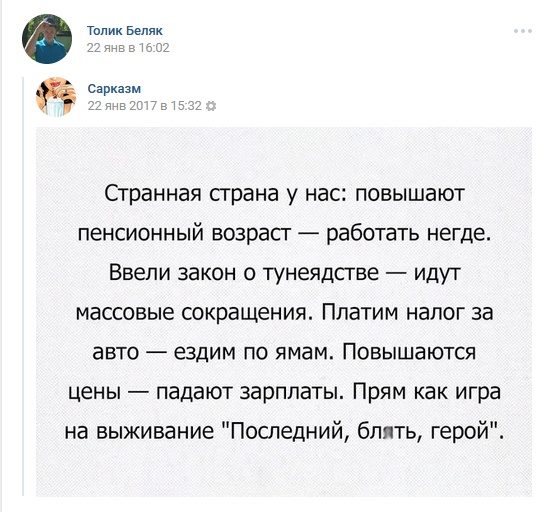 Толик Беляк
22 янв в 16:02
Сарказм
22 янв 2017 в 15:32
Странная страна у нас: повышают
пенсионный возраст — работать негде.
Ввели закон о тунеядстве — идут
массовые сокращения. Платим налог за
авто — ездим по ямам. Повышаются
цены — падают зарплаты. Прям как игра
на выживание "Последний, блять, герой".